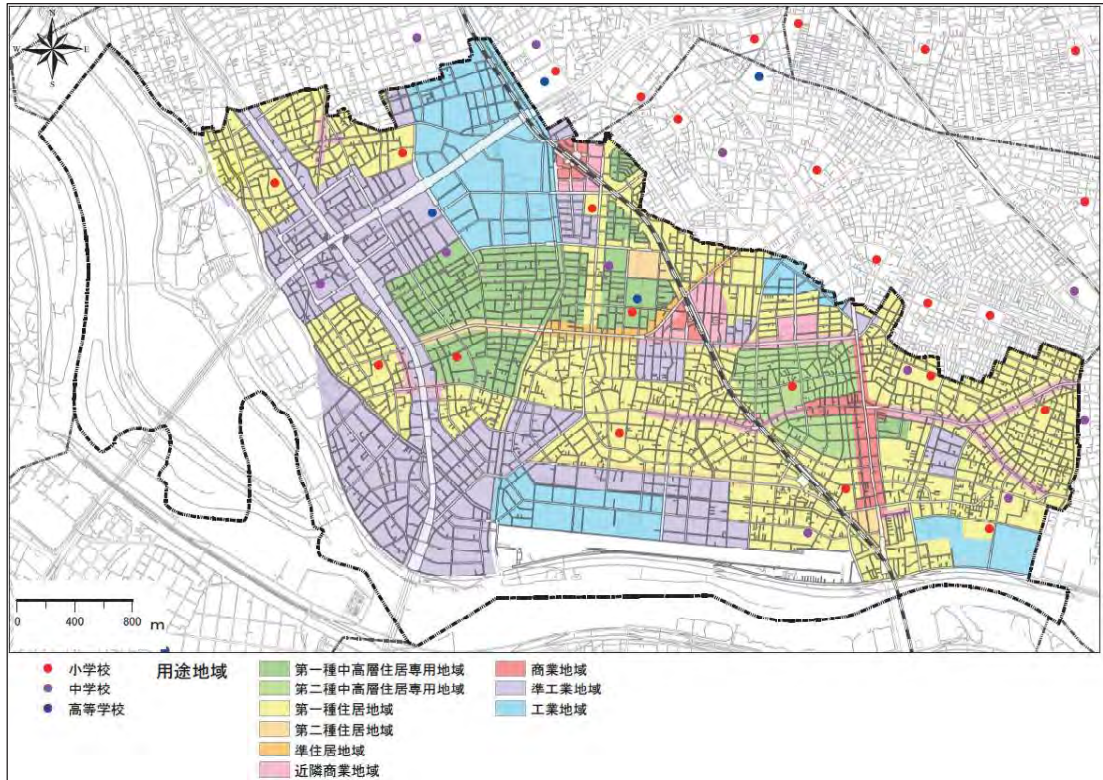 N
W
E
S
0 400 800 m
小学校
中学校
高等学校
用途地域
第一種中高層住居専用地域
第二種中高層住居専用地域
第一種住居地域
第二種住居地域
準住居地域
近隣商業地域
商業地域
準工業地域
工業地域